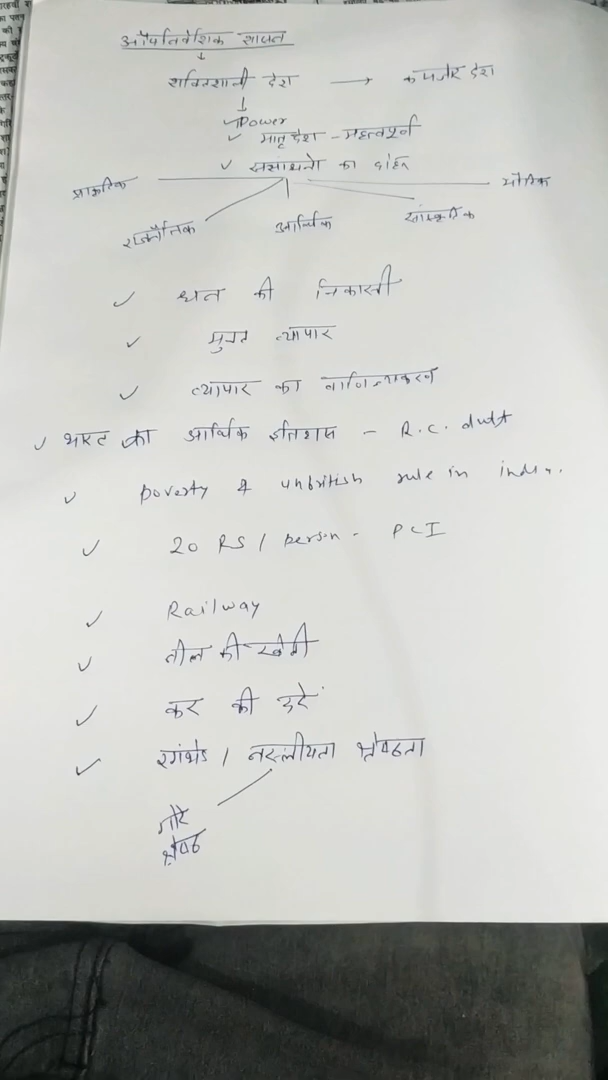 औपनिवेशिक शासन
↓
शक्तिशाली देश → कमजोर देश
↓
✓ Power
✓ मातृ देश - महत्वपूर्ण
✓ संसाधनो का दोहन
प्राकृतिक भौतिक
राजनैतिक आर्थिक सांस्कृतिक
✓ धन की निकासी
✓ मुक्त व्यापार
✓ व्यापार का वाणिज्यकरण
✓ भारत का आर्थिक इतिहास - R.C. dutt
✓ poverty & unbritish rule in india.
✓ 20 RS / person - PCI
✓ Railway
✓ नील की खेती
✓ कर की दरें
✓ रंगभेद / नस्लीयता श्रेष्ठता
गोरे
श्रेष्ठ